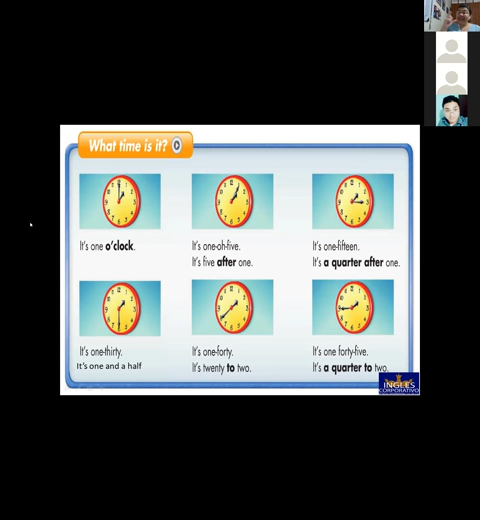 What time is it?
It's one o'clock.
It's one-oh-five.
It's five after one.
It's one-fifteen.
It's a quarter after one.
It's one-thirty.
It's one and a half
It's one-forty.
It's twenty to two.
It's one forty-five.
It's a quarter to two.
INGLES
CORPORATIVO